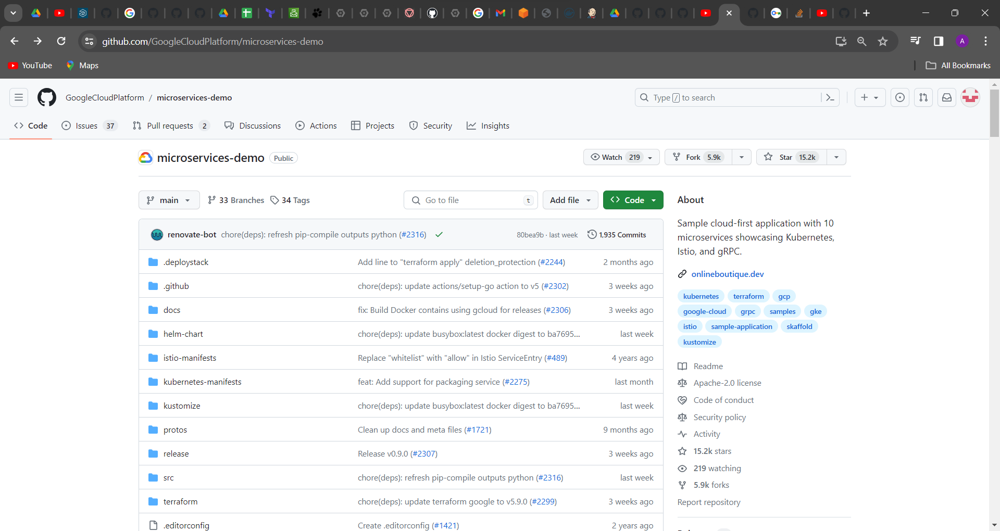 github.com/GoogleCloudPlatform/microservices-demo
A
YouTube
Maps
All Bookmarks
GoogleCloudPlatform / microservices-demo
Type / to search
Code
Issues 37
Pull requests 2
Discussions
Actions
Projects
Security
Insights
microservices-demo Public
Watch 219
Fork 5.9k
Star 15.2k
main
33 Branches
34 Tags
Go to file t
Add file
Code
renovate-bot chore(deps): refresh pip-compile outputs python (#2316) 80bea9b · last week 1,935 Commits
.deploystack Add line to "terraform apply" deletion_protection (#2244) 2 months ago
.github chore(deps): update actions/setup-go action to v5 (#2302) 3 weeks ago
docs fix: Build Docker contains using gcloud for releases (#2306) 3 weeks ago
helm-chart chore(deps): update busybox:latest docker digest to ba7695... last week
istio-manifests Replace "whitelist" with "allow" in Istio ServiceEntry (#489) 4 years ago
kubernetes-manifests feat: Add support for packaging service (#2275) last month
kustomize chore(deps): update busybox:latest docker digest to ba7695... last week
protos Clean up docs and meta files (#1721) 9 months ago
release Release v0.9.0 (#2307) 3 weeks ago
src chore(deps): refresh pip-compile outputs python (#2316) last week
terraform chore(deps): update terraform google to v5.9.0 (#2299) 3 weeks ago
.editorconfig Create .editorconfig (#1421) 2 years ago
About
Sample cloud-first application with 10
microservices showcasing Kubernetes,
Istio, and gRPC.
onlineboutique.dev
kubernetes terraform gcp
google-cloud grpc samples gke
istio sample-application skaffold
kustomize
Readme
Apache-2.0 license
Code of conduct
Security policy
Activity
15.2k stars
219 watching
5.9k forks
Report repository